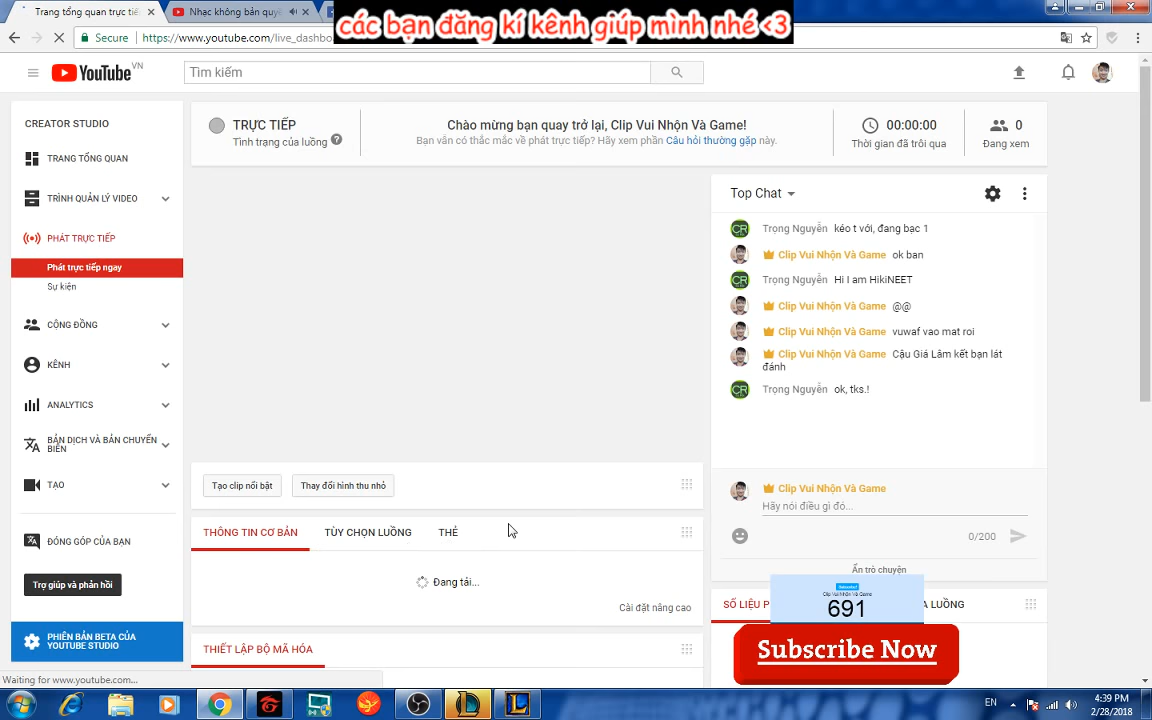 Trang tổng quan trực tiế
Nhạc không bản quy
các bạn đăng kí kênh giúp mình nhé <3
Secure
https://www.youtube.com/live_dashbo
YouTube VN
Tìm kiếm
CREATOR STUDIO
TRANG TỔNG QUAN
TRÌNH QUẢN LÝ VIDEO
PHÁT TRỰC TIẾP
Phát trực tiếp ngay
Sự kiện
CỘNG ĐỒNG
KÊNH
ANALYTICS
BẢN DỊCH VÀ BẢN CHUYỂN
BIÊN
TẠO
ĐÓNG GÓP CỦA BẠN
Trợ giúp và phản hồi
PHIÊN BẢN BETA CỦA
YOUTUBE STUDIO
TRỰC TIẾP
Tình trạng của luồng ?
Chào mừng bạn quay trở lại, Clip Vui Nhộn Và Game!
Bạn có thắc mắc về phát trực tiếp? Hãy xem phần Câu hỏi thường gặp này.
00:00:00
Thời gian đã trôi qua
0
Đang xem
Tạo clip nổi bật
Thay đổi hình thu nhỏ
THÔNG TIN CƠ BẢN
TÙY CHỌN LUỒNG
THẺ
Đang tải...
Cài đặt nâng cao
THIẾT LẬP BỘ MÃ HÓA
Top Chat
CR Trọng Nguyễn kéo t với, đang bạc 1
Clip Vui Nhộn Và Game ok ban
CR Trọng Nguyễn Hi I am HikiNEET
Clip Vui Nhộn Và Game @@
Clip Vui Nhộn Và Game vuwaf vao mat roi
Clip Vui Nhộn Và Game Cậu Giá Lâm kết bạn lát
đánh
CR Trọng Nguyễn ok, tks.!
Clip Vui Nhộn Và Game
Hãy nói điều gì đó...
0/200
Ẩn trò chuyện
SỐ LIỆU P
A LUỒNG
Clip Vui Nhộn Và Game
691
Subscribe Now
Waiting for www.youtube.com...
EN
4:39 PM
2/28/2018